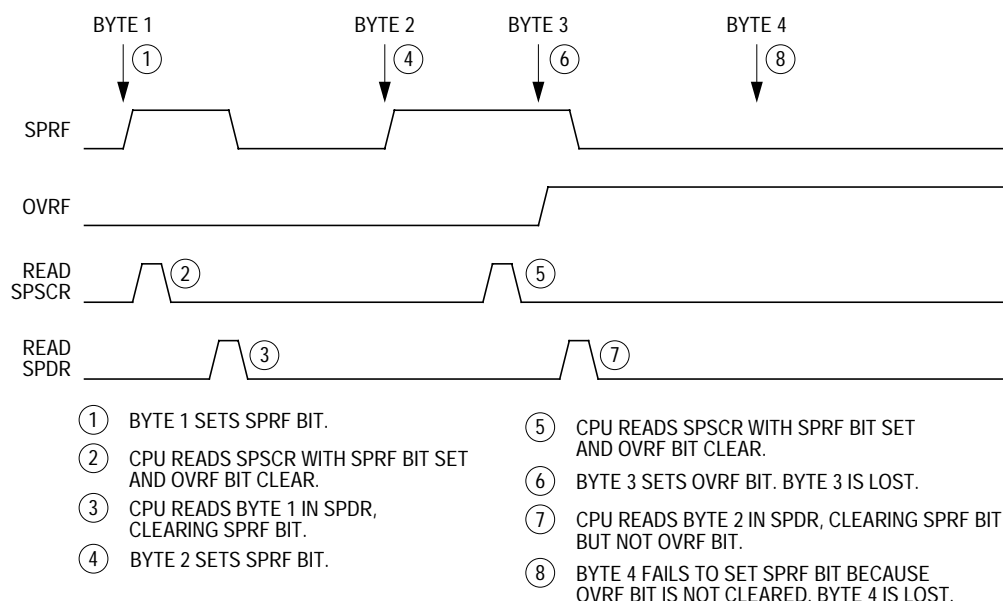 BYTE 1
BYTE 2
BYTE 3
BYTE 4
1
4
6
8
SPRF
OVRF
READ
SPSCR
2
5
READ
SPDR
3
7
1 BYTE 1 SETS SPRF BIT.
2 CPU READS SPSCR WITH SPRF BIT SET
AND OVRF BIT CLEAR.
3 CPU READS BYTE 1 IN SPDR,
CLEARING SPRF BIT.
4 BYTE 2 SETS SPRF BIT.
5 CPU READS SPSCR WITH SPRF BIT SET
AND OVRF BIT CLEAR.
6 BYTE 3 SETS OVRF BIT. BYTE 3 IS LOST.
7 CPU READS BYTE 2 IN SPDR, CLEARING SPRF BIT
BUT NOT OVRF BIT.
8 BYTE 4 FAILS TO SET SPRF BIT BECAUSE
OVRF BIT IS NOT CLEARED. BYTE 4 IS LOST.